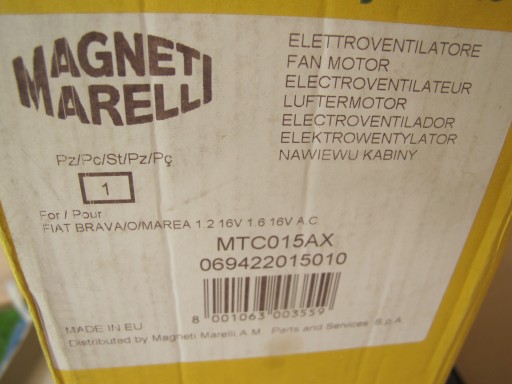 MAGNETI
MARELLI
ELETTROVENTILATORE
FAN MOTOR
ELECTROVENTILATEUR
LUFTERMOTOR
ELECTROVENTILADOR
ELEKTROWENTYLATOR
NAWIEWU KABINY
Pz/Pc/St/Pz/Pç
1
For / Pour
FIAT BRAVA/O/MAREA 1.2 16V 1.6 16V A.C.
MTC015AX
069422015010
8 001063 003559
MADE IN EU
Distributed by Magneti Marelli A.M. Parts and Services S.p.A.